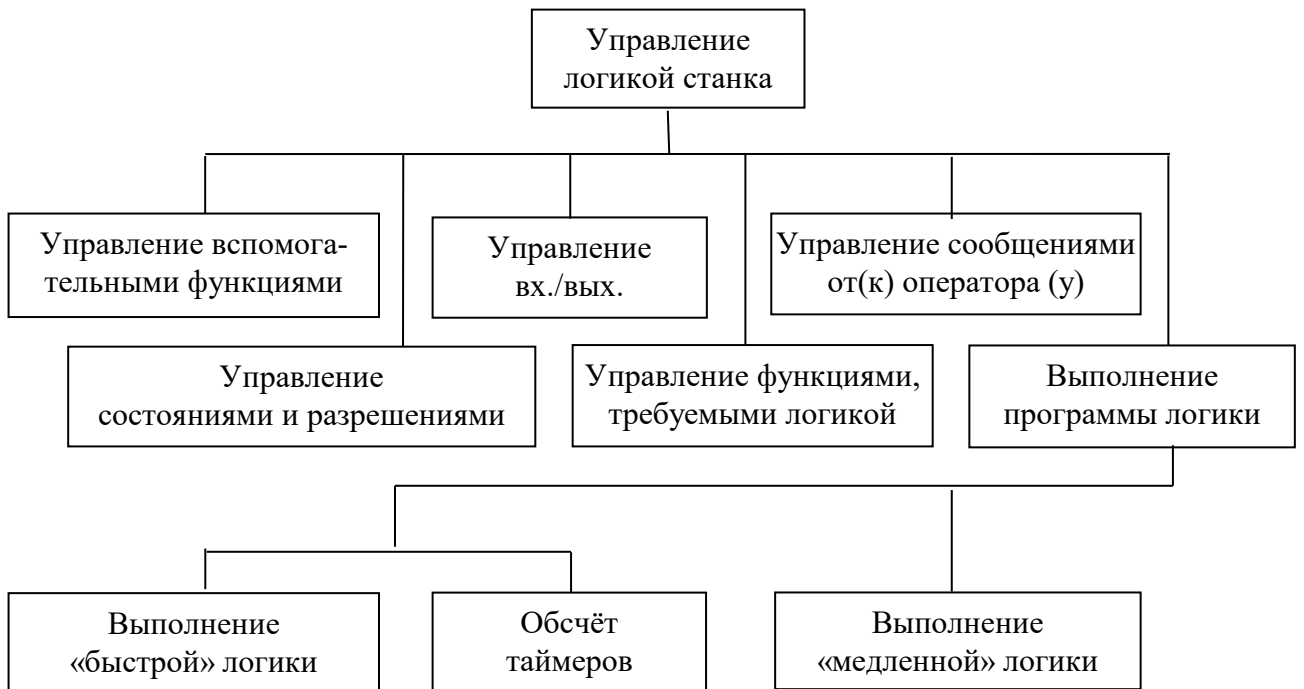 Управление
логикой станка
Управление вспомога-
тельными функциями
Управление
вх./вых.
Управление сообщениями
от(к) оператора (у)
Управление
состояниями и разрешениями
Управление функциями,
требуемыми логикой
Выполнение
программы логики
Выполнение
«быстрой» логики
Обсчёт
таймеров
Выполнение
«медленной» логики